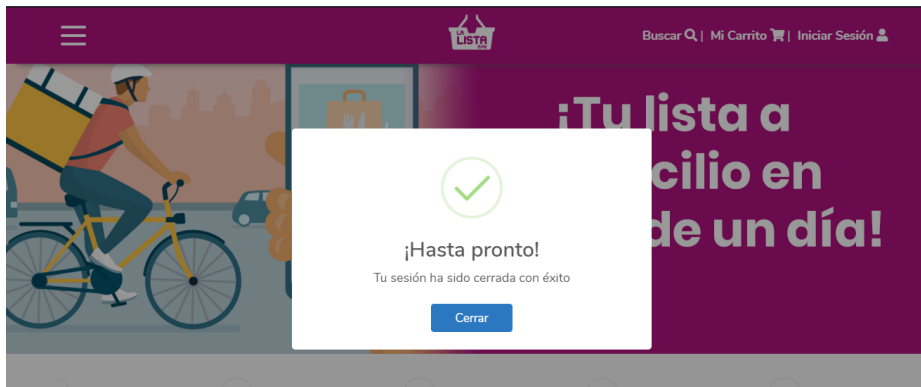 LA
LISTA
Buscar | Mi Carrito | Iniciar Sesión
¡Tu lista a
cilio en
de un día!
¡Hasta pronto!
Tu sesión ha sido cerrada con éxito
Cerrar